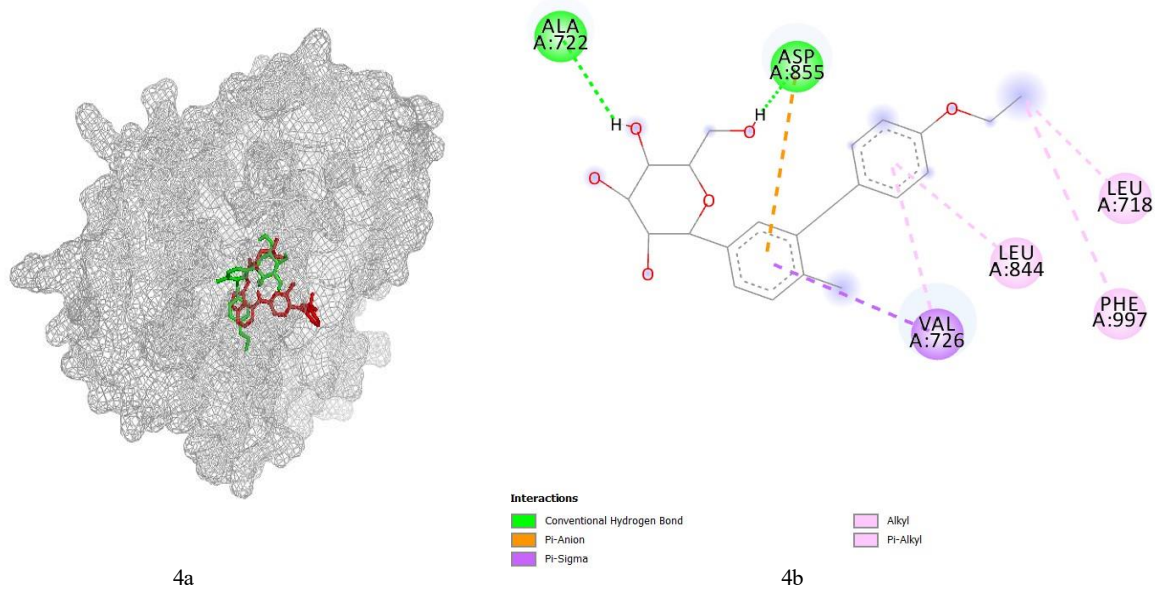 ALA
A:722
ASP
A:855
H
O
H
O
O
O
O
O
LEU
A:718
LEU
A:844
PHE
A:997
VAL
A:726
Interactions
Conventional Hydrogen Bond
Pi-Anion
Pi-Sigma
Alkyl
Pi-Alkyl
4a
4b